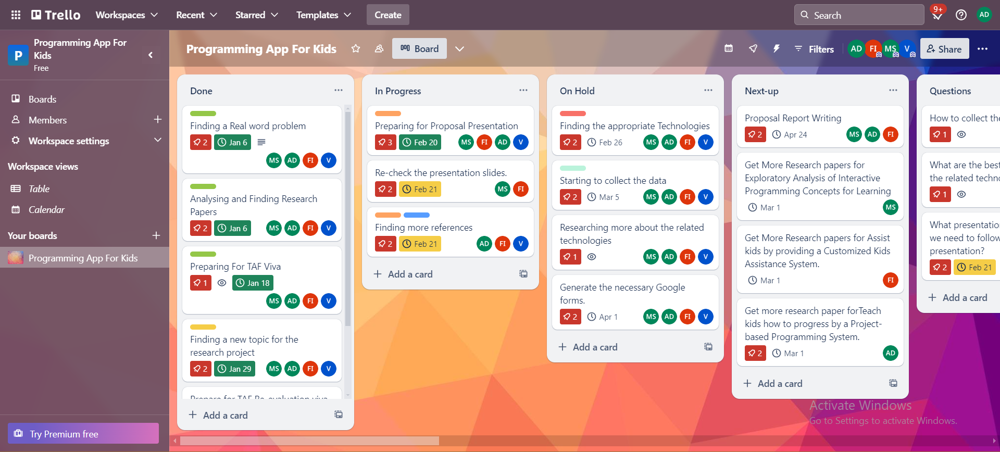 Trello
Workspaces
Recent
Starred
Templates
Create
Search
9+
AD
P
Programming App For
Kids
Free
Boards
Members
Workspace settings
Workspace views
Table
Calendar
Your boards
Programming App For Kids
Try Premium free
Programming App For Kids
Board
Filters
AD FI MS V
Share
Done
Finding a Real word problem
2 Jan 6
MS AD FI V
Analysing and Finding Research
Papers
2 Jan 6 MS AD FI V
Preparing For TAF Viva
1 Jan 18
MS AD FI V
Finding a new topic for the
research project
2 Jan 29 MS AD FI V
Prepare for TAF Re-evaluation viva
Add a card
In Progress
Preparing for Proposal Presentation
3 Feb 20 MS FI AD V
Re-check the presentation slides.
2 Feb 21 MS FI
Finding more references
2 Feb 21 AD FI V
Add a card
On Hold
Finding the appropriate Technologies
2 Feb 26 MS AD FI V
Starting to collect the data
2 Mar 5 MS AD FI V
Researching more about the related
technologies
1 MS AD FI V
Generate the necessary Google
forms.
2 Apr 1 MS AD FI V
Add a card
Next-up
Proposal Report Writing
2 Apr 24 MS AD FI
Get More Research papers for
Exploratory Analysis of Interactive
Programming Concepts for Learning
Mar 1 MS
Get More Research papers for Assist
kids by providing a Customized Kids
Assistance System.
Mar 1 FI
Get more research paper forTeach
kids how to progress by a Project-
based Programming System.
2 Mar 1 AD
Add a card
Questions
How to collect the
1
What are the best
the related techno
1
What presentation
we need to follow
presentation?
2 Feb 21
Add a card
Activate Windows
Go to Settings to activate Windows.